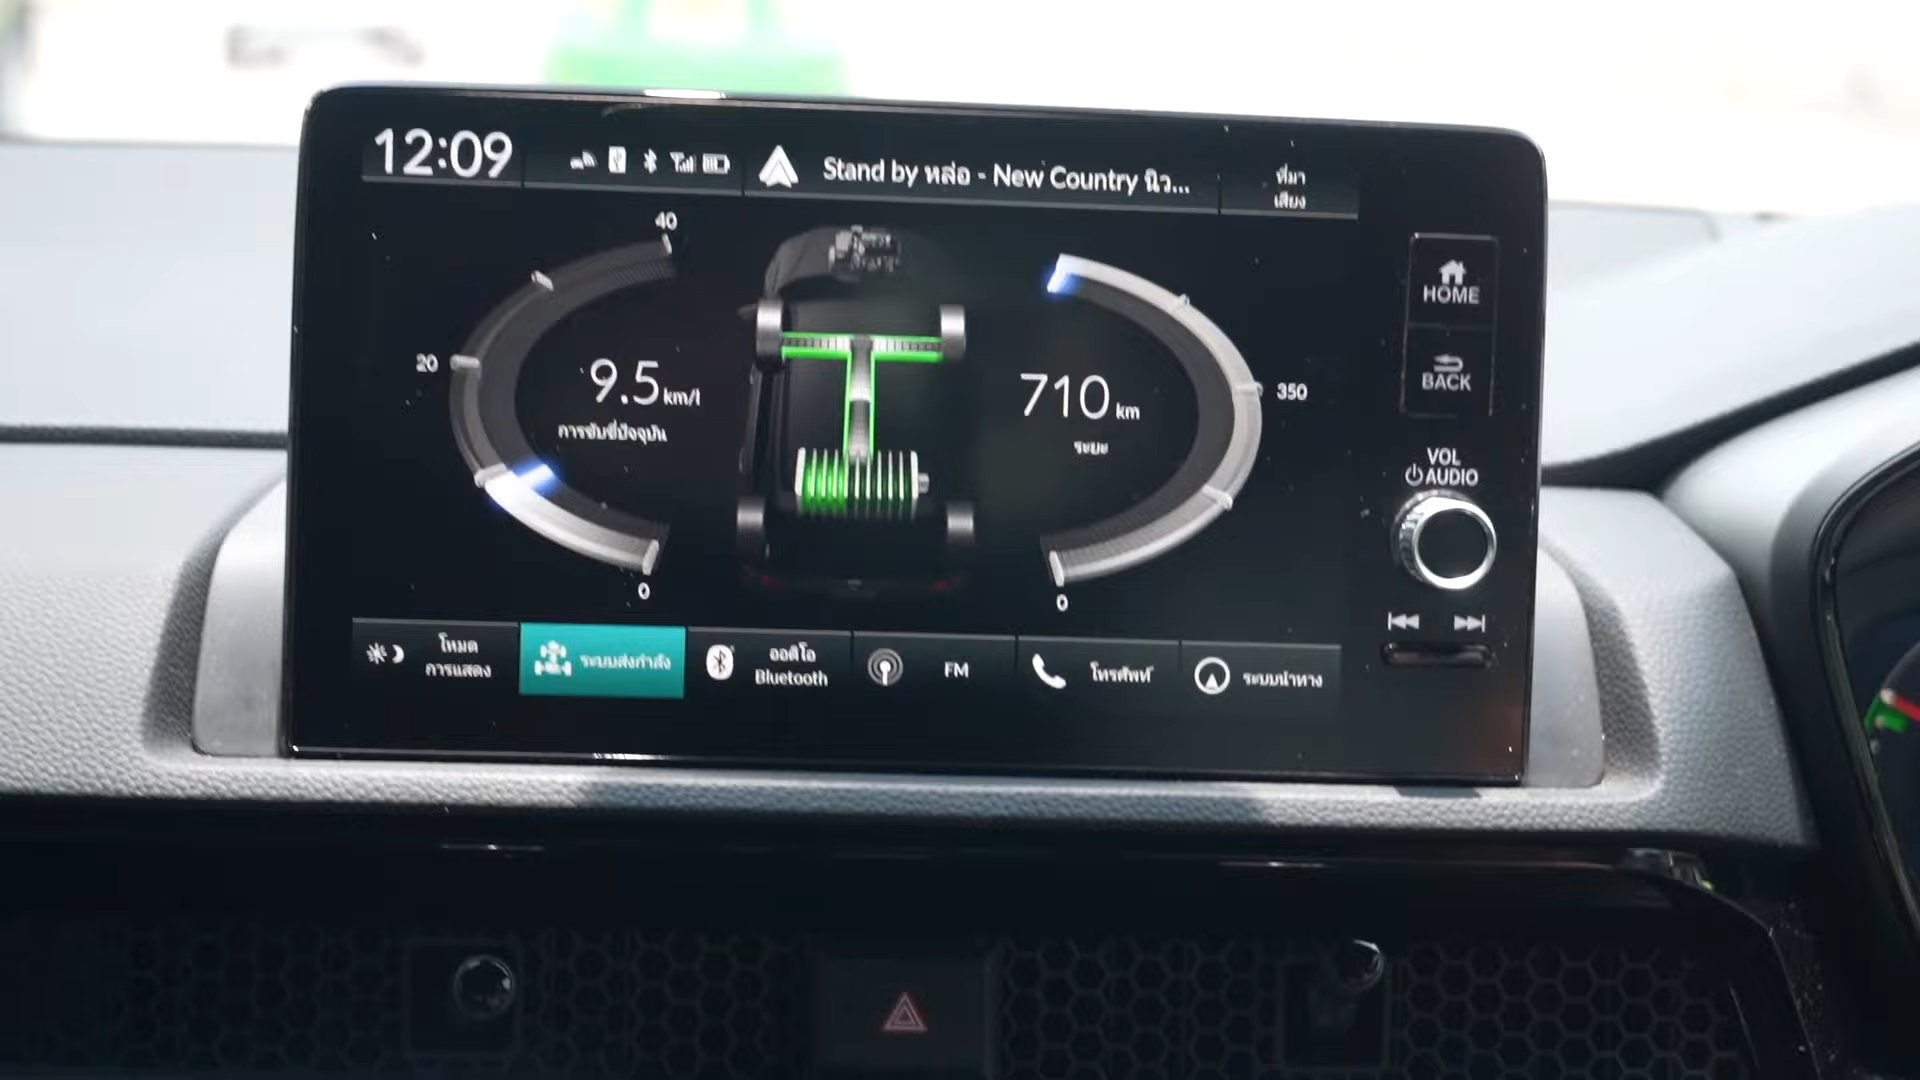 12:09
Stand by หล่อ - New Country นิว...
ที่มา
เสียง
40
20
0
9.5 km/l
การขับขี่ปัจจุบัน
710 km
ระยะ
350
0
HOME
BACK
VOL
AUDIO
โหมด
การแสดง
ระบบส่งกำลัง
ออดิโอ
Bluetooth
FM
โทรศัพท์
ระบบนำทาง